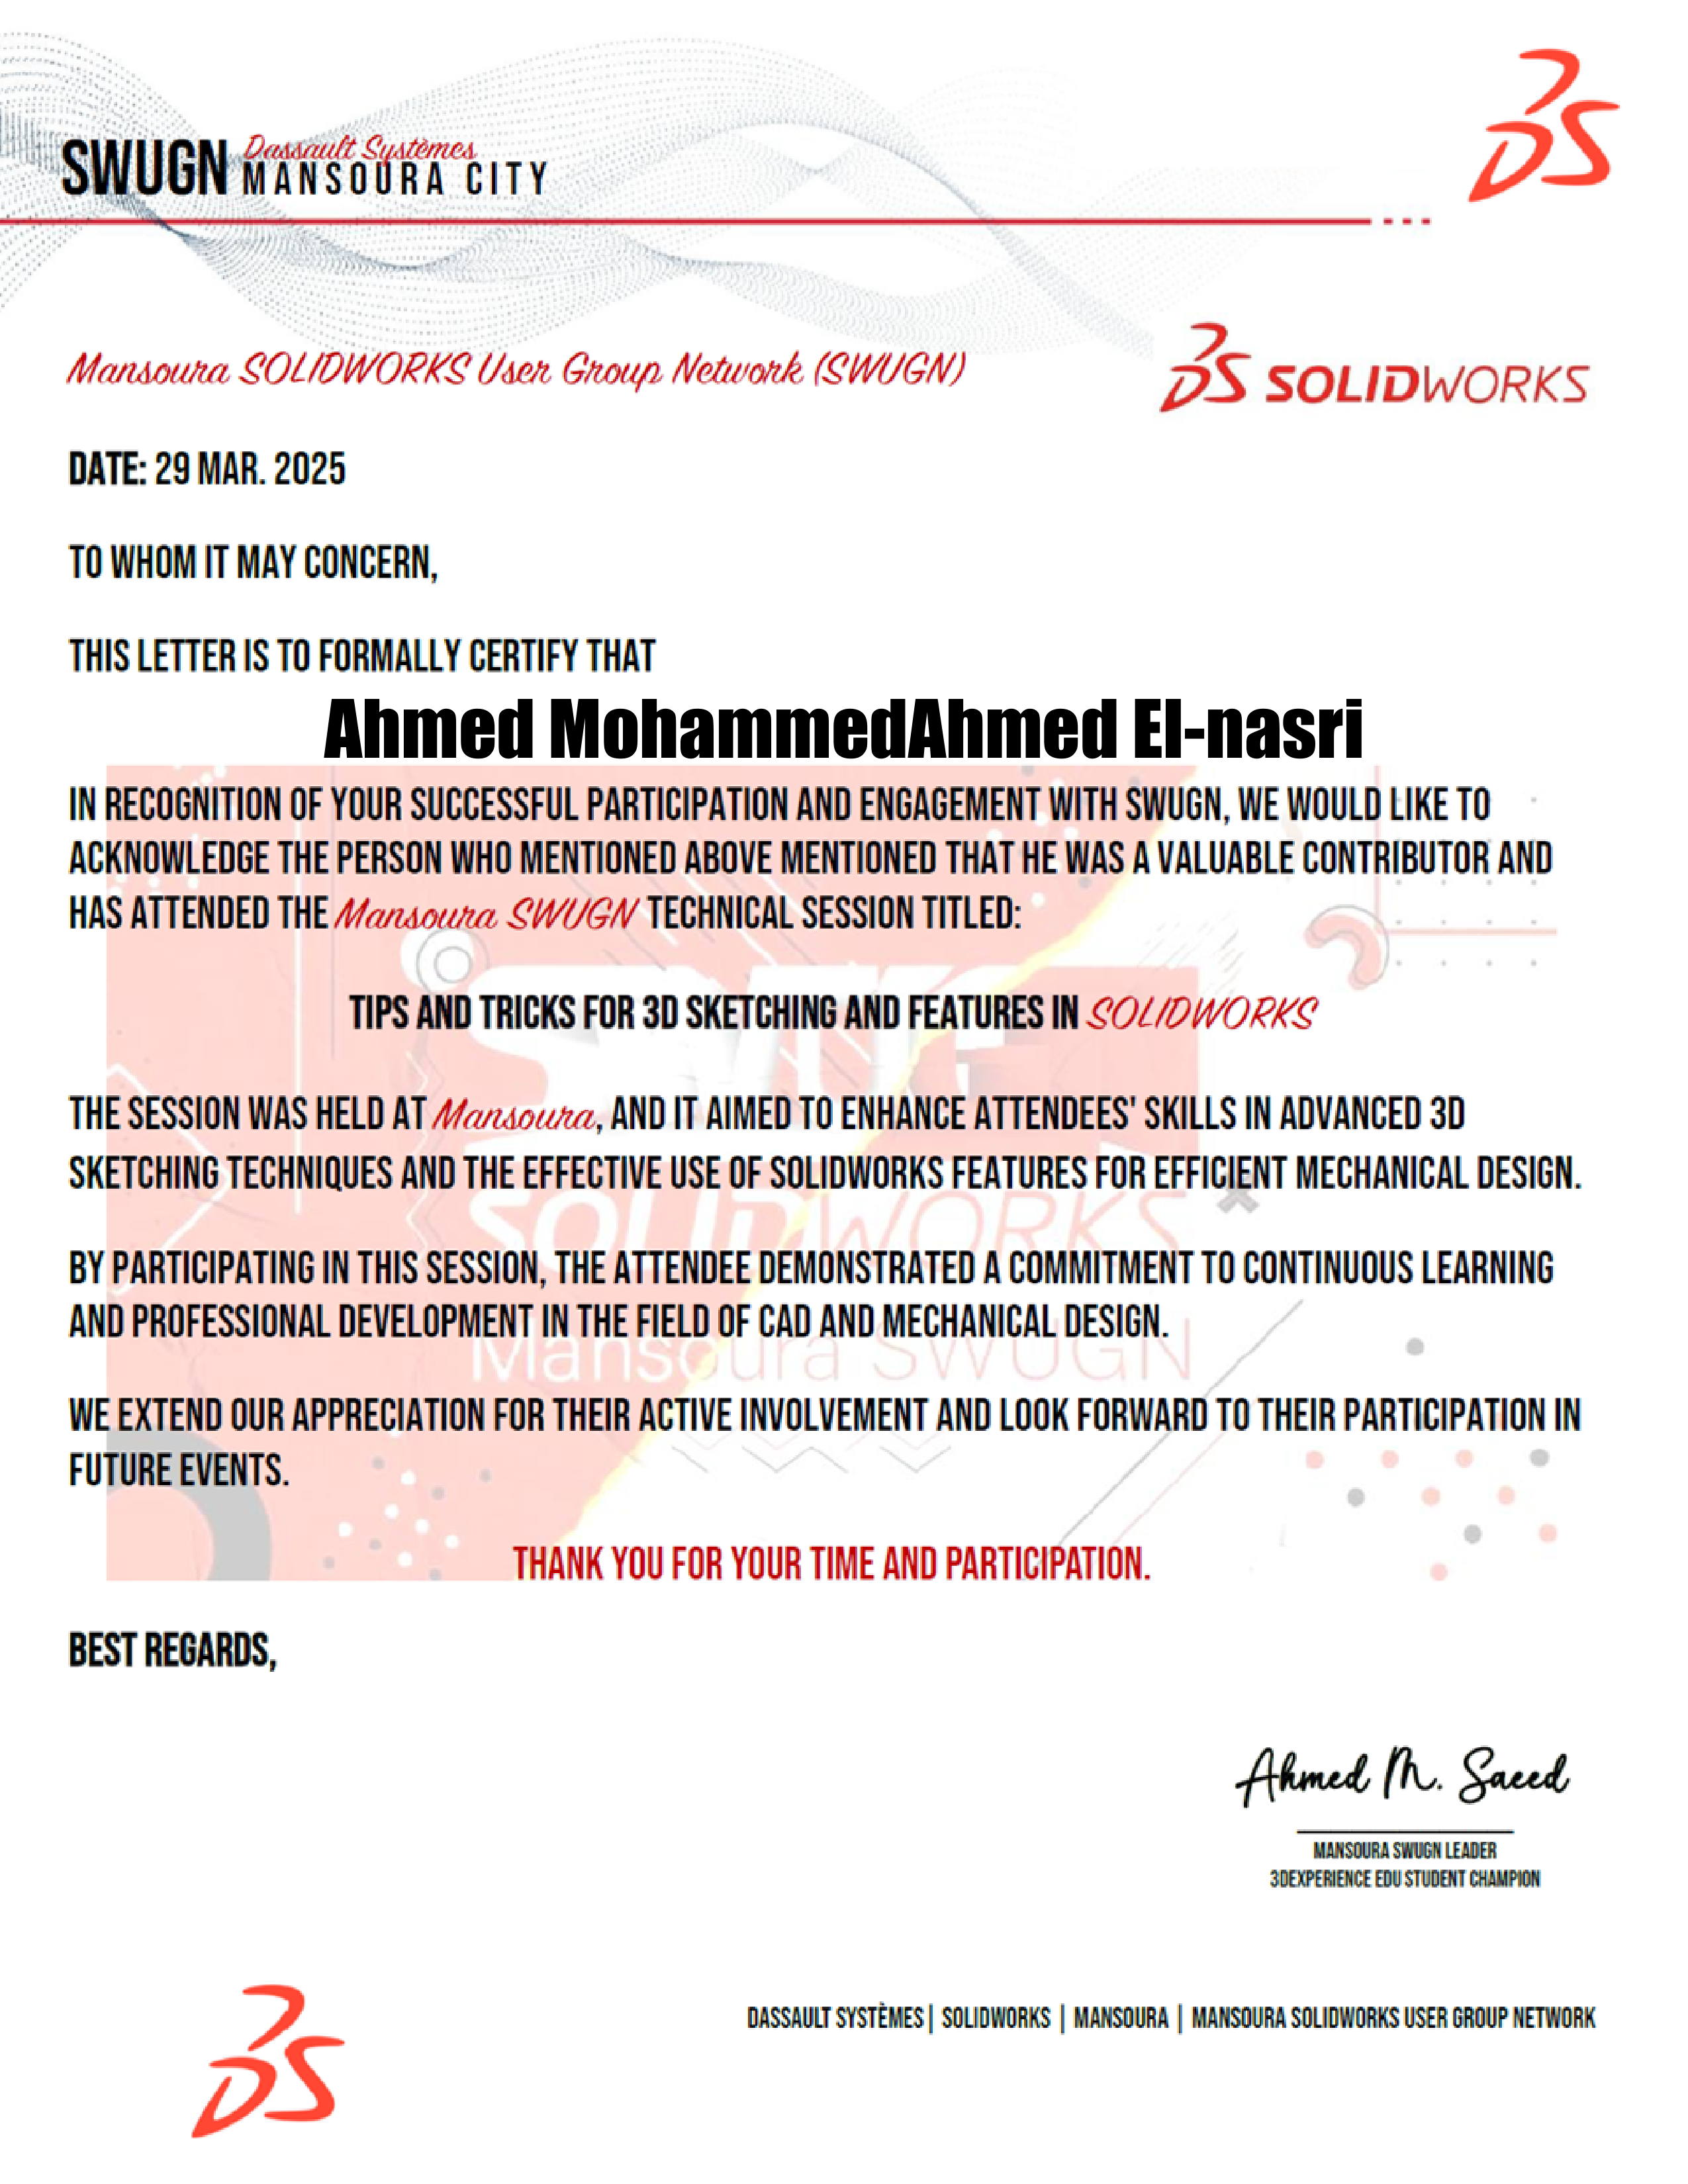 SWUGN Dassault Systèmes
MANSOURA CITY
Mansoura SOLIDWORKS User Group Network (SWUGN)
SOLIDWORKS
DATE: 29 MAR. 2025
TO WHOM IT MAY CONCERN,
THIS LETTER IS TO FORMALLY CERTIFY THAT
Ahmed MohammedAhmed El-nasri
IN RECOGNITION OF YOUR SUCCESSFUL PARTICIPATION AND ENGAGEMENT WITH SWUGN, WE WOULD LIKE TO
ACKNOWLEDGE THE PERSON WHO MENTIONED ABOVE MENTIONED THAT HE WAS A VALUABLE CONTRIBUTOR AND
HAS ATTENDED THE Mansoura SWUGN TECHNICAL SESSION TITLED:
TIPS AND TRICKS FOR 3D SKETCHING AND FEATURES IN SOLIDWORKS
THE SESSION WAS HELD AT Mansoura, AND IT AIMED TO ENHANCE ATTENDEES' SKILLS IN ADVANCED 3D
SKETCHING TECHNIQUES AND THE EFFECTIVE USE OF SOLIDWORKS FEATURES FOR EFFICIENT MECHANICAL DESIGN.
SOLIDWORKS
BY PARTICIPATING IN THIS SESSION, THE ATTENDEE DEMONSTRATED A COMMITMENT TO CONTINUOUS LEARNING
AND PROFESSIONAL DEVELOPMENT IN THE FIELD OF CAD AND MECHANICAL DESIGN.
Mansoura SWUGN
WE EXTEND OUR APPRECIATION FOR THEIR ACTIVE INVOLVEMENT AND LOOK FORWARD TO THEIR PARTICIPATION IN
FUTURE EVENTS.
THANK YOU FOR YOUR TIME AND PARTICIPATION.
BEST REGARDS,
Ahmed M. Saeed
MANSOURA SWUGN LEADER
3DEXPERIENCE EDU STUDENT CHAMPION
DASSAULT SYSTÈMES| SOLIDWORKS | MANSOURA | MANSOURA SOLIDWORKS USER GROUP NETWORK